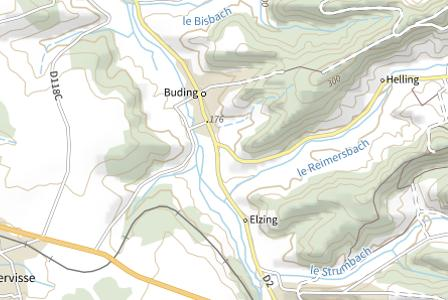 le Bisbach
D118C
Buding
Helling
300
176
le Reimersbach
Elzing
le Strumbach
ervisse
D2